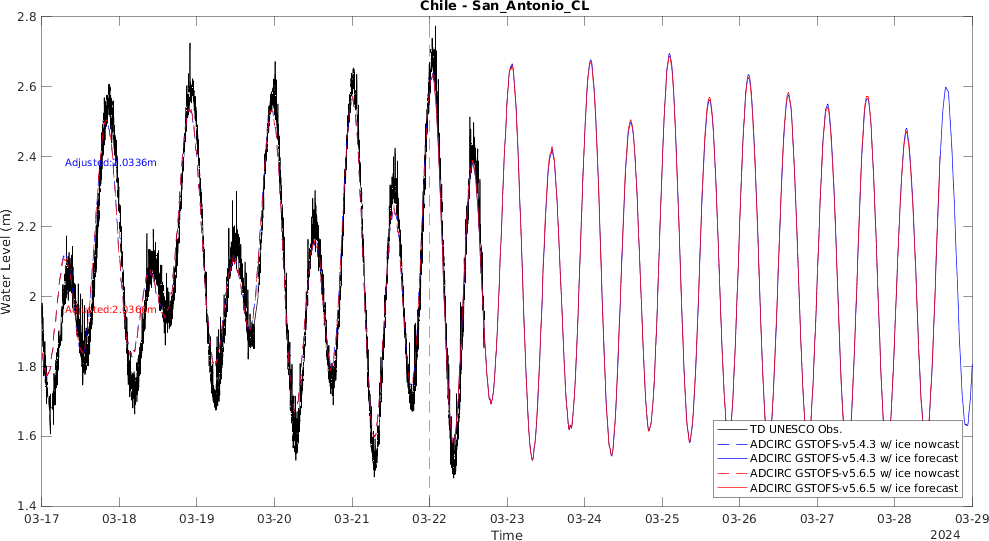 Chile - San_Antonio_CL
2.8
2.6
2.4
2.2
2
1.8
1.6
1.4
Water Level (m)
Adjusted:2.0336m
TD UNESCO Obs.
ADCIRC GSTOFS-v5.4.3 w/ ice nowcast
ADCIRC GSTOFS-v5.4.3 w/ ice forecast
ADCIRC GSTOFS-v5.6.5 w/ ice nowcast
ADCIRC GSTOFS-v5.6.5 w/ ice forecast
03-17 03-18 03-19 03-20 03-21 03-22 03-23 03-24 03-25 03-26 03-27 03-28 03-29
Time
2024